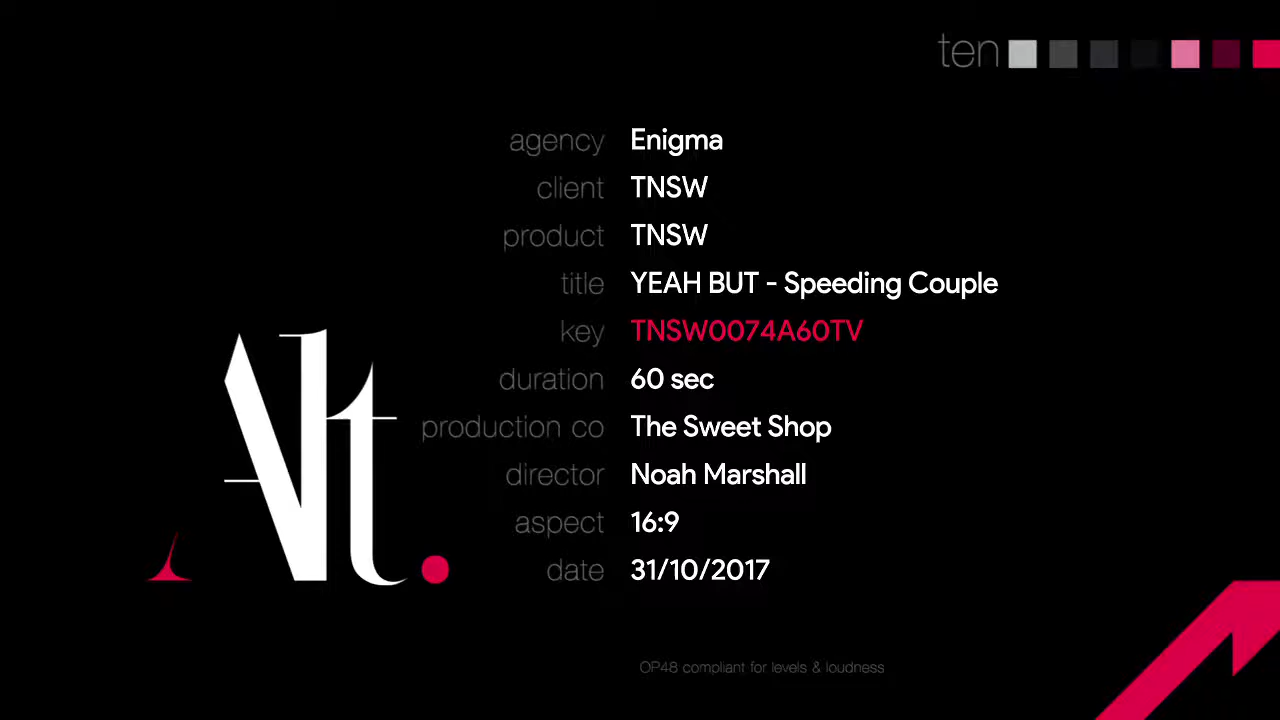 ten
agency Enigma
client TNSW
product TNSW
title YEAH BUT - Speeding Couple
key TNSW0074A60TV
duration 60 sec
production co The Sweet Shop
director Noah Marshall
aspect 16:9
date 31/10/2017
Alt.
OP48 compliant for levels & loudness